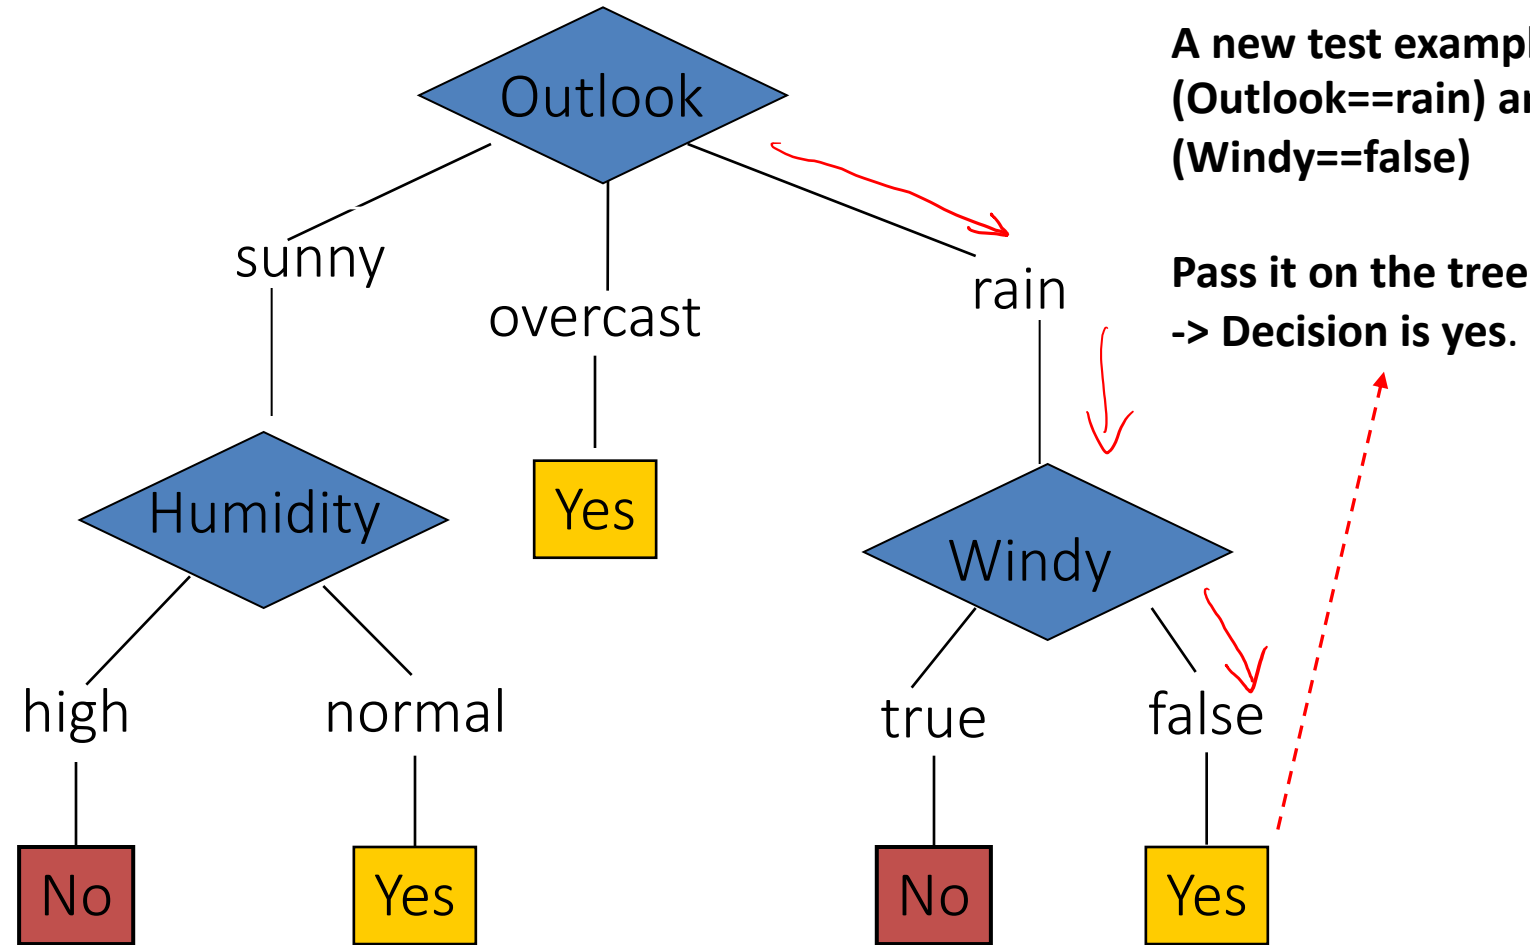 Outlook
A new test exampl
(Outlook==rain) ar
(Windy==false)
Pass it on the tree
-> Decision is yes.
sunny
overcast
rain
Humidity
Yes
Windy
high
normal
true
false
No
Yes
No
Yes